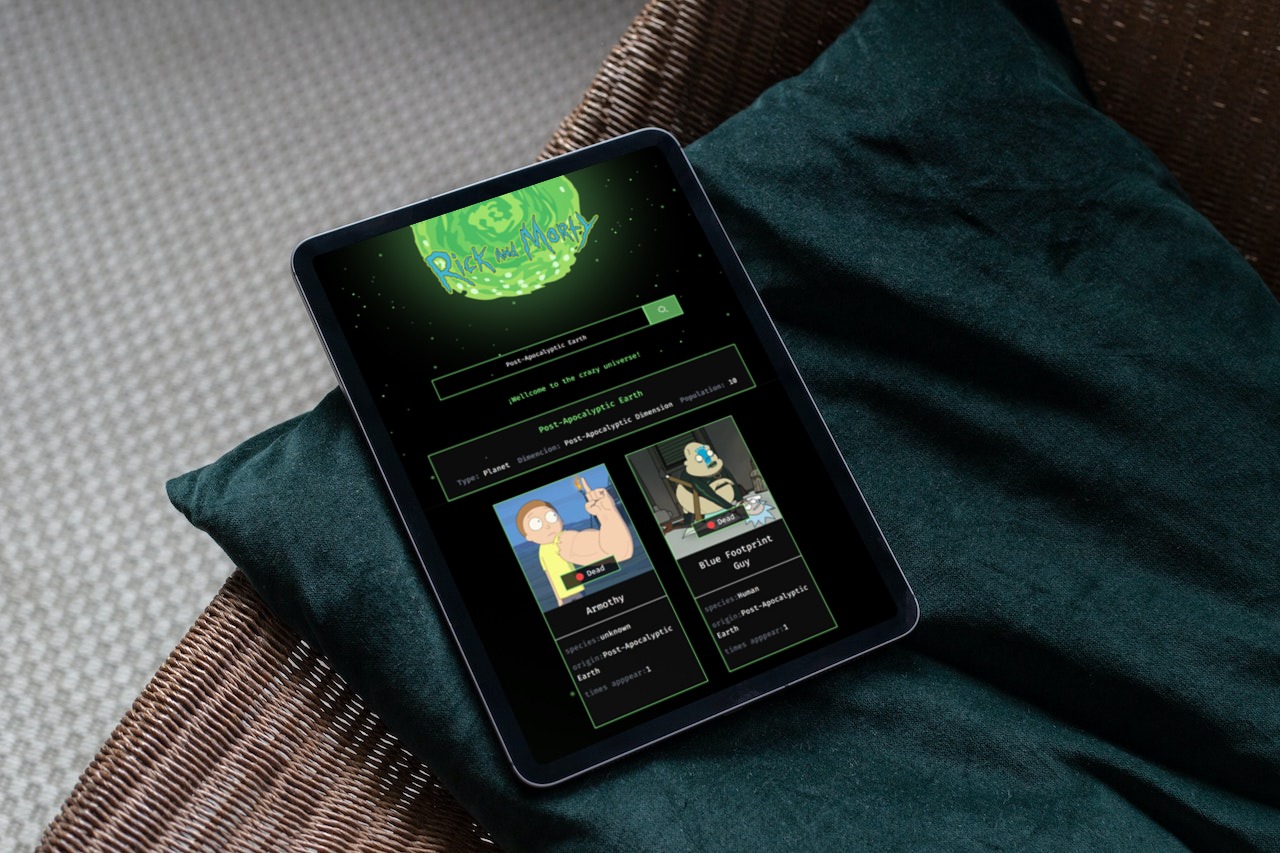 Rick and Morty
Post-Apocalyptic Earth
¡Wellcome to the crazy universe!
Post-Apocalyptic Earth
Type: Planet Dimencion: Post-Apocalyptic Dimension Population: 10
Dead
Armothy
species:unknown
origin:Post-Apocalyptic
Earth
times apppear:1
Dead
Blue Footprint
Guy
species:Human
origin:Post-Apocalyptic
Earth
times apppear:1